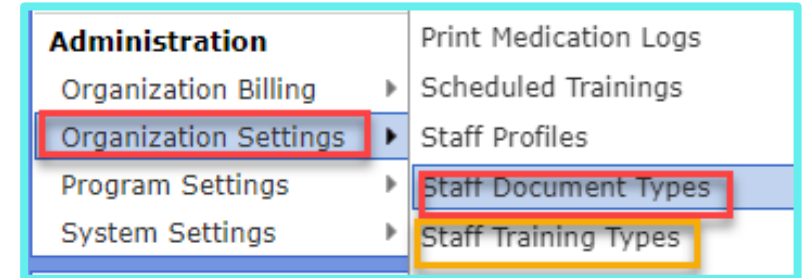 Administration
Organization Billing
Organization Settings
Program Settings
System Settings
Print Medication Logs
Scheduled Trainings
Staff Profiles
Staff Document Types
Staff Training Types